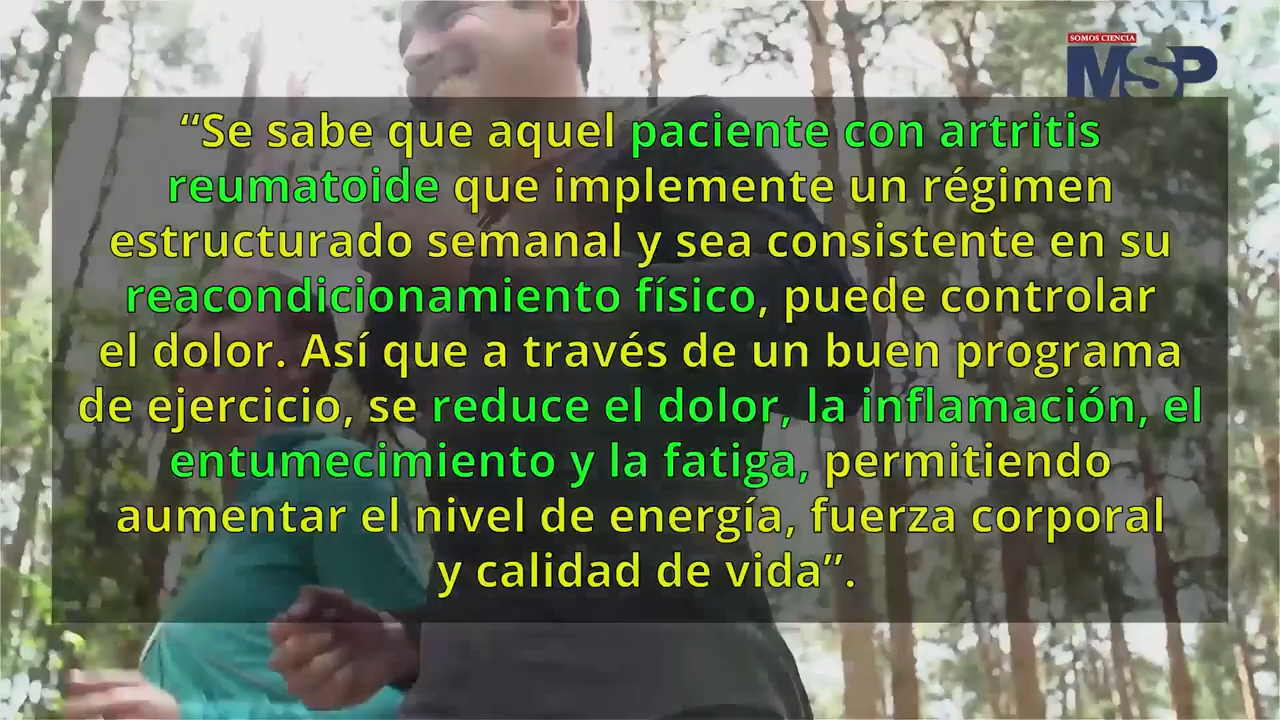 SOMOS CIENCIA
MSP
“Se sabe que aquel paciente con artritis
reumatoide que implemente un régimen
estructurado semanal y sea consistente en su
reacondicionamiento físico, puede controlar
el dolor. Así que a través de un buen programa
de ejercicio, se reduce el dolor, la inflamación, el
entumecimiento y la fatiga, permitiendo
aumentar el nivel de energía, fuerza corporal
y calidad de vida”.